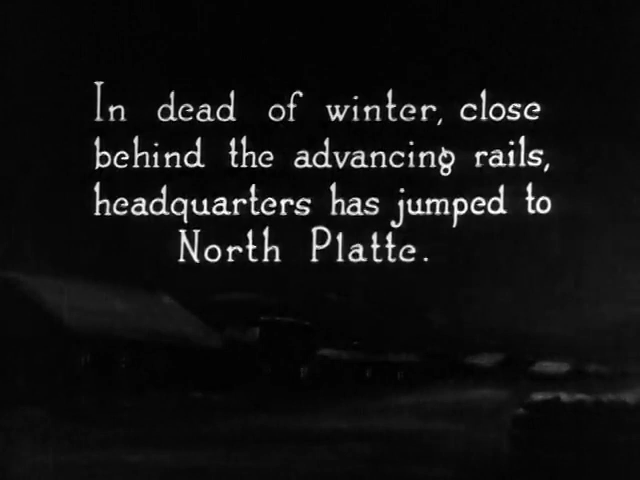 In dead of winter, close
behind the advancing rails,
headquarters has jumped to
North Platte.